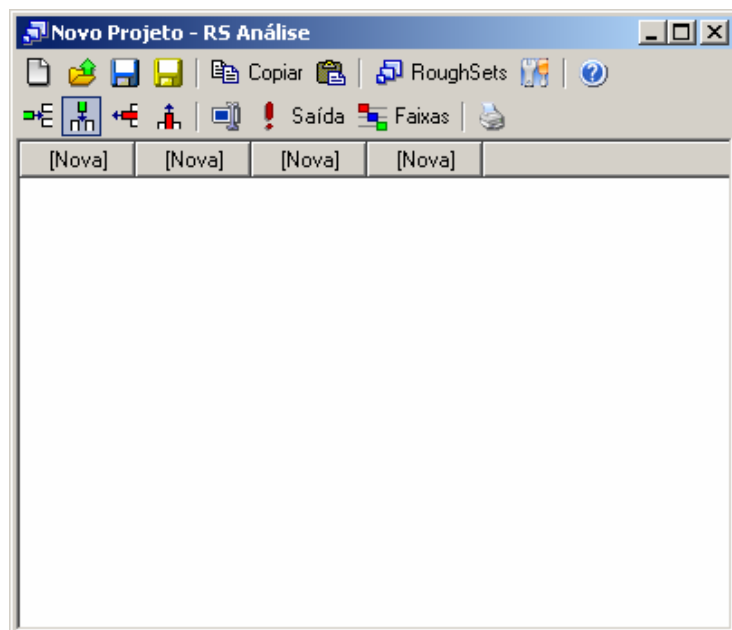 Novo Projeto - RS Análise
Copiar RoughSets
Saída Faixas
[Nova] [Nova] [Nova] [Nova]